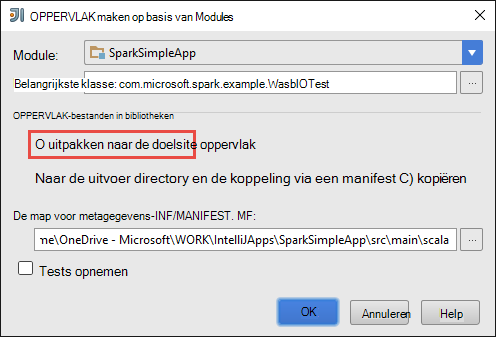 OPPERVLAK maken op basis van Modules
Module: SparkSimpleApp
Belangrijkste klasse: com.microsoft.spark.example.WasbIOTest ...
OPPERVLAK-bestanden in bibliotheken
O uitpakken naar de doelsite oppervlak
Naar de uitvoer directory en de koppeling via een manifest C) kopiëren
De map voor metagegevens-INF/MANIFEST. MF:
me\OneDrive - Microsoft\WORK\IntelliJApps\SparkSimpleApp\src\main\scala ...
Tests opnemen
OK Annuleren Help